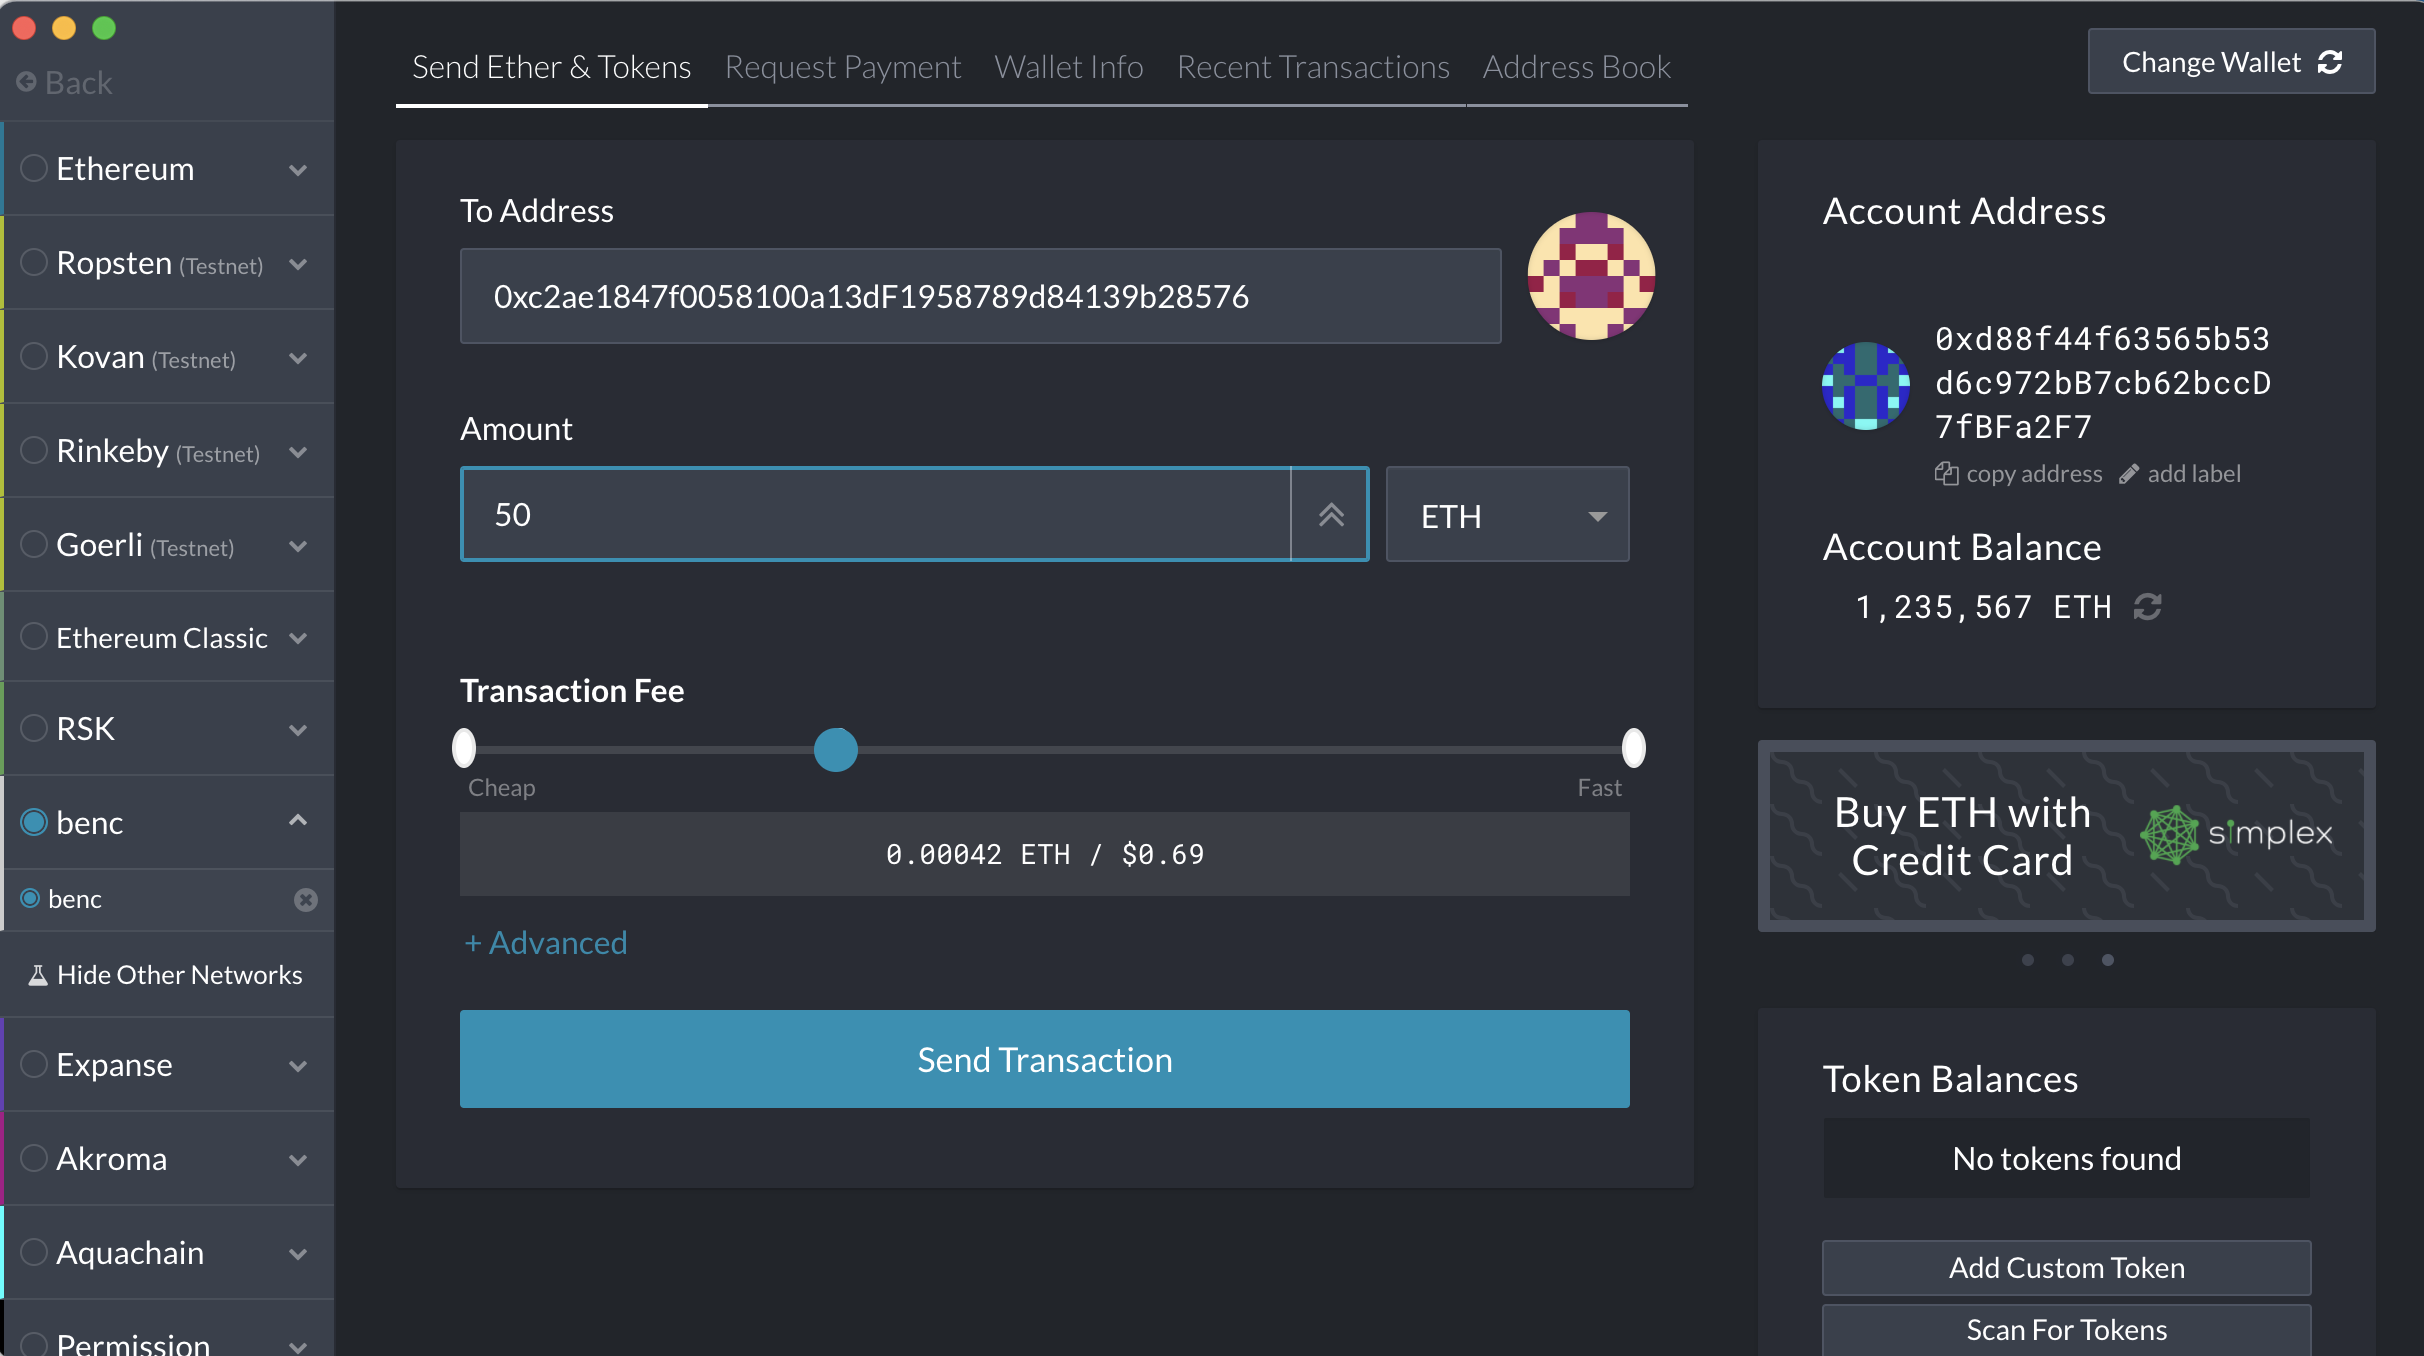 Back
Ethereum
Ropsten (Testnet)
Kovan (Testnet)
Rinkeby (Testnet)
Goerli (Testnet)
Ethereum Classic
RSK
benc
benc
Hide Other Networks
Expanse
Akroma
Aquachain
Permission
Send Ether & Tokens
Request Payment
Wallet Info
Recent Transactions
Address Book
Change Wallet
To Address
0xc2ae1847f0058100a13dF1958789d84139b28576
Amount
50
ETH
Transaction Fee
Cheap
Fast
0.00042 ETH / $0.69
+ Advanced
Send Transaction
Account Address
0xd88f44f63565b53
d6c972bB7cb62bccD
7fBFa2F7
copy address
add label
Account Balance
1,235,567 ETH
Buy ETH with
Credit Card
simplex
Token Balances
No tokens found
Add Custom Token
Scan For Tokens